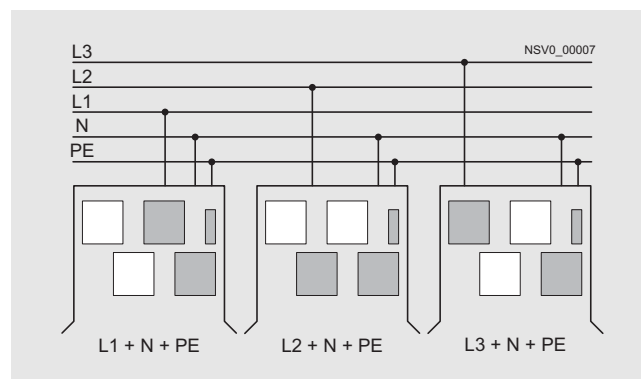 L3
NSV0_00007
L2
L1
N
PE
L1 + N + PE
L2 + N + PE
L3 + N + PE